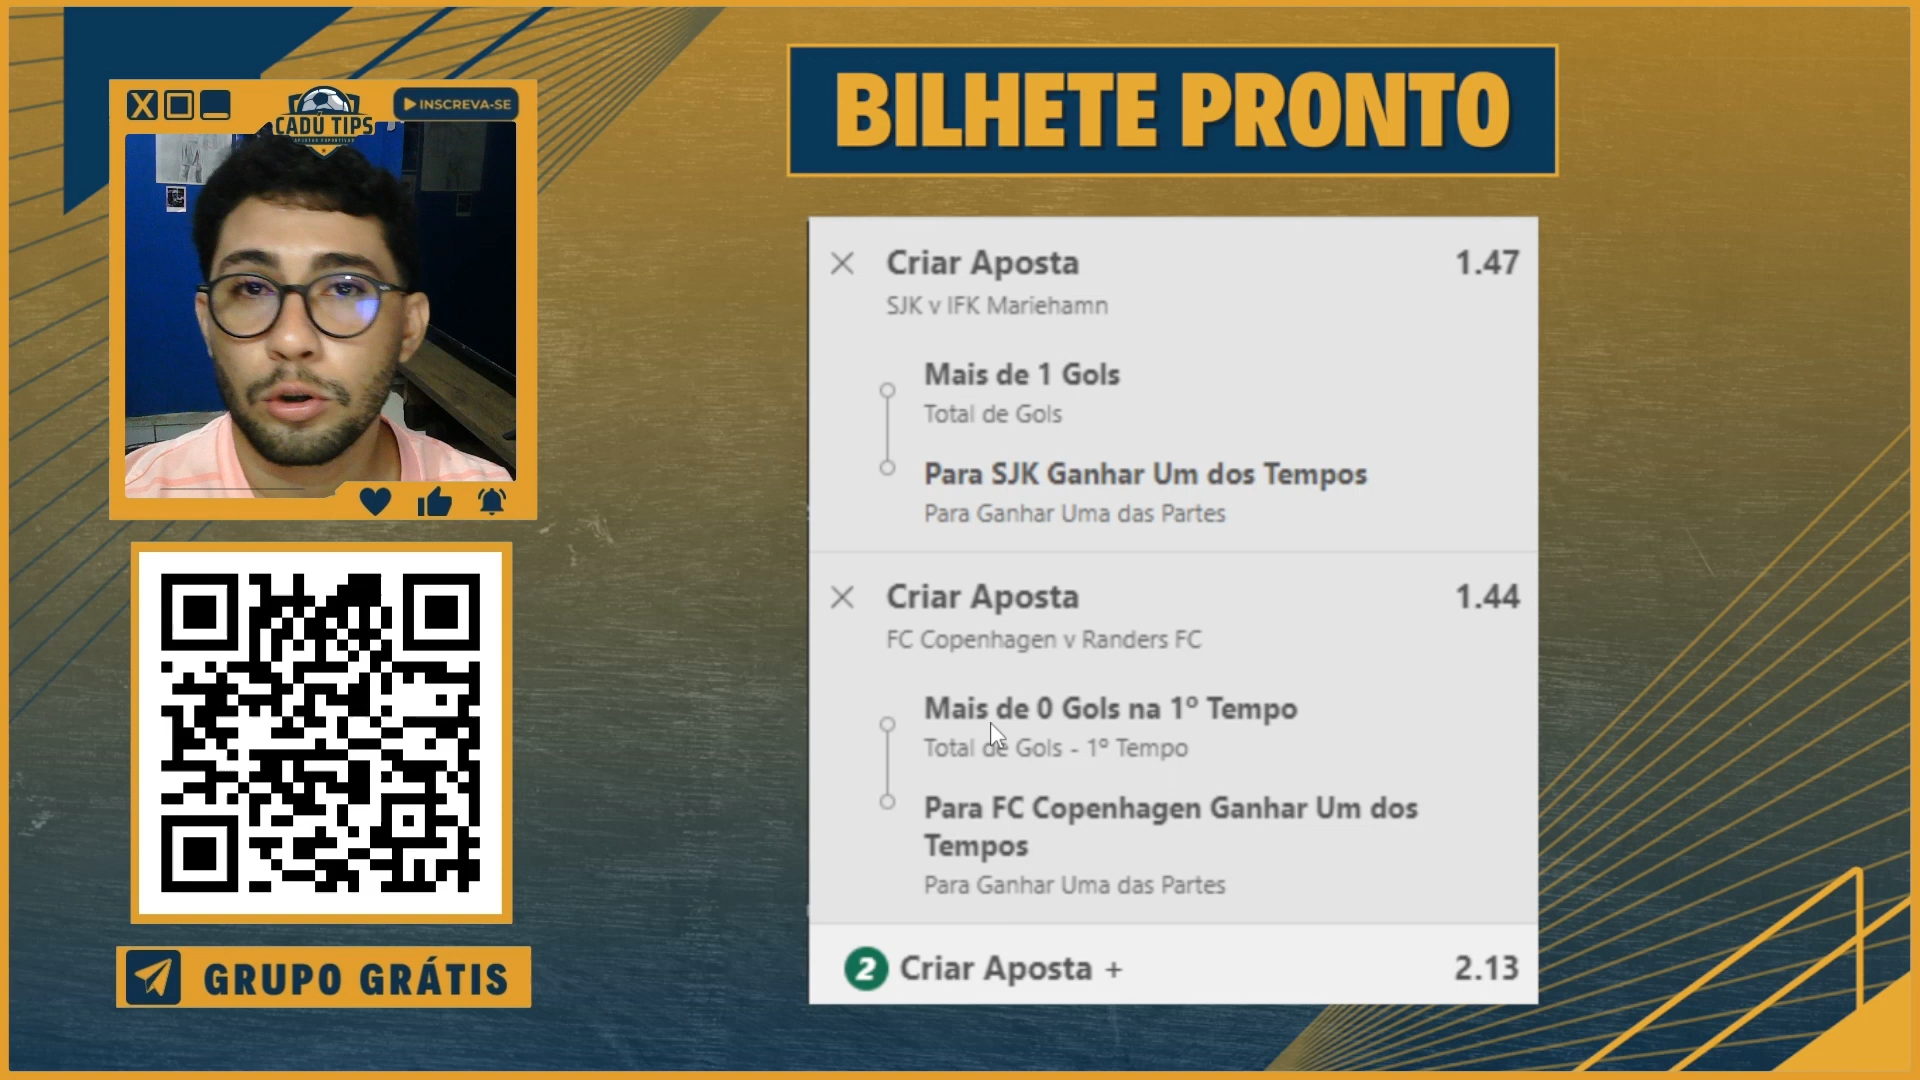 INSCREVA-SE
CADÚ TIPS
APOSTAS ESPORTIVAS
GRUPO GRÁTIS
BILHETE PRONTO
Criar Aposta 1.47
SJK v IFK Mariehamn
Mais de 1 Gols
Total de Gols
Para SJK Ganhar Um dos Tempos
Para Ganhar Uma das Partes
Criar Aposta 1.44
FC Copenhagen v Randers FC
Mais de 0 Gols na 1º Tempo
Total de Gols - 1º Tempo
Para FC Copenhagen Ganhar Um dos
Tempos
Para Ganhar Uma das Partes
2 Criar Aposta + 2.13